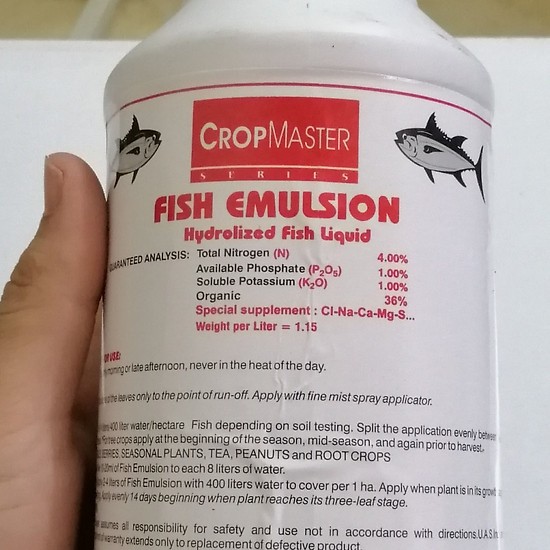 CROPMASTER
SERIES
FISH EMULSION
Hydrolized Fish Liquid
GUARANTEED ANALYSIS: Total Nitrogen (N) 4.00%
Available Phosphate (P₂O₅) 1.00%
Soluble Potassium (K₂O) 1.00%
Organic 36%
Special supplement : Cl-Na-Ca-Mg-S...
Weight per Liter = 1.15
USE:
morning or late afternoon, never in the heat of the day.
the leaves only to the point of run-off. Apply with fine mist spray applicator.
400 liter water/hectare Fish depending on soil testing. Split the application evenly between
tree crops apply at the beginning of the season, mid-season, and again prior to harvest.
BERRIES, SEASONAL PLANTS, TEA, PEANUTS and ROOT CROPS
of Fish Emulsion to each 8 liters of water.
liters of Fish Emulsion with 400 liters water to cover per 1 ha. Apply when plant is in its growth
Apply evenly 14 days beginning when plant reaches its three-leaf stage.
assumes all responsibility for safety and use not in accordance with directions. U.A.S.
warranty extends only to replacement of defective product.